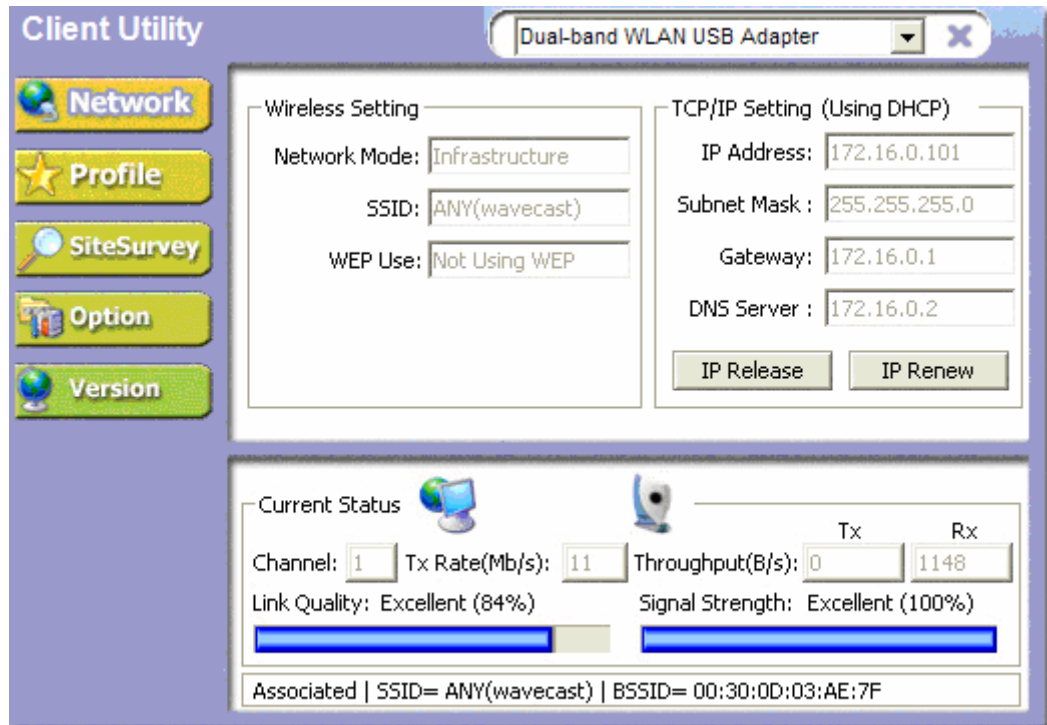 Client Utility
Dual-band WLAN USB Adapter
Network
Profile
SiteSurvey
Option
Version
Wireless Setting
Network Mode: Infrastructure
SSID: ANY(wavecast)
WEP Use: Not Using WEP
TCP/IP Setting (Using DHCP)
IP Address: 172.16.0.101
Subnet Mask : 255.255.255.0
Gateway: 172.16.0.1
DNS Server : 172.16.0.2
IP Release IP Renew
Current Status
Tx Rx
Channel: 1 Tx Rate(Mb/s): 11 Throughput(B/s): 0 1148
Link Quality: Excellent (84%) Signal Strength: Excellent (100%)
Associated | SSID= ANY(wavecast) | BSSID= 00:30:0D:03:AE:7F